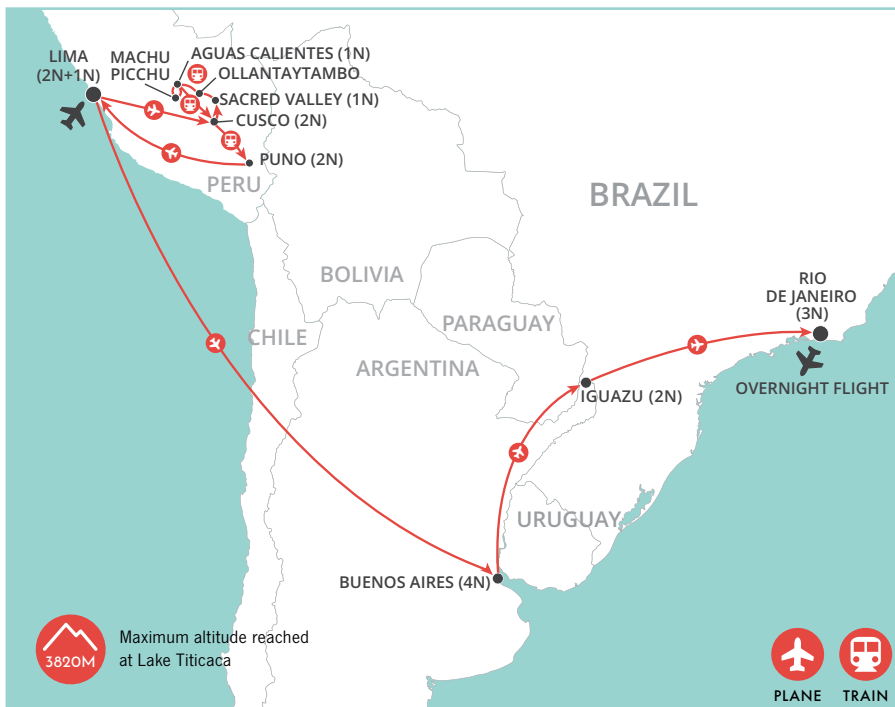 AGUAS CALIENTES (1N)
LIMA
(2N+1N)
MACHU
PICCHU
OLLANTAYTAMBO
SACRED VALLEY (1N)
CUSCO (2N)
PUNO (2N)
PERU
BRAZIL
BOLIVIA
RIO
DE JANEIRO
(3N)
PARAGUAY
CHILE
ARGENTINA
OVERNIGHT FLIGHT
IGUAZU (2N)
URUGUAY
BUENOS AIRES (4N)
3820M
Maximum altitude reached
at Lake Titicaca
PLANE
TRAIN